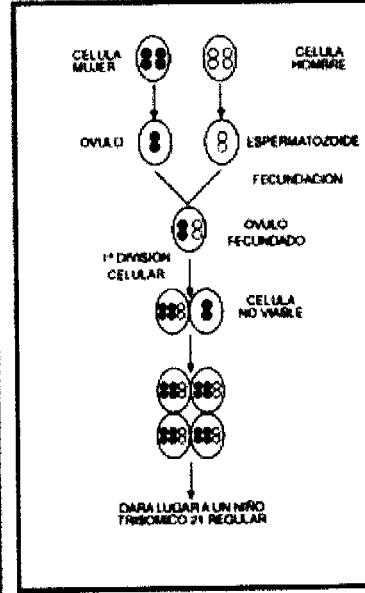 CELULA
MUJER
CELULA
HOMBRE
OVULO
ESPERMATOZOIDE
FECUNDACION
OVULO
FECUNDADO
1ª DIVISION
CELULAR
CELULA
NO VIABLE
DARA LUGAR A UN NIÑO
TRISOMICO 21 REGULAR